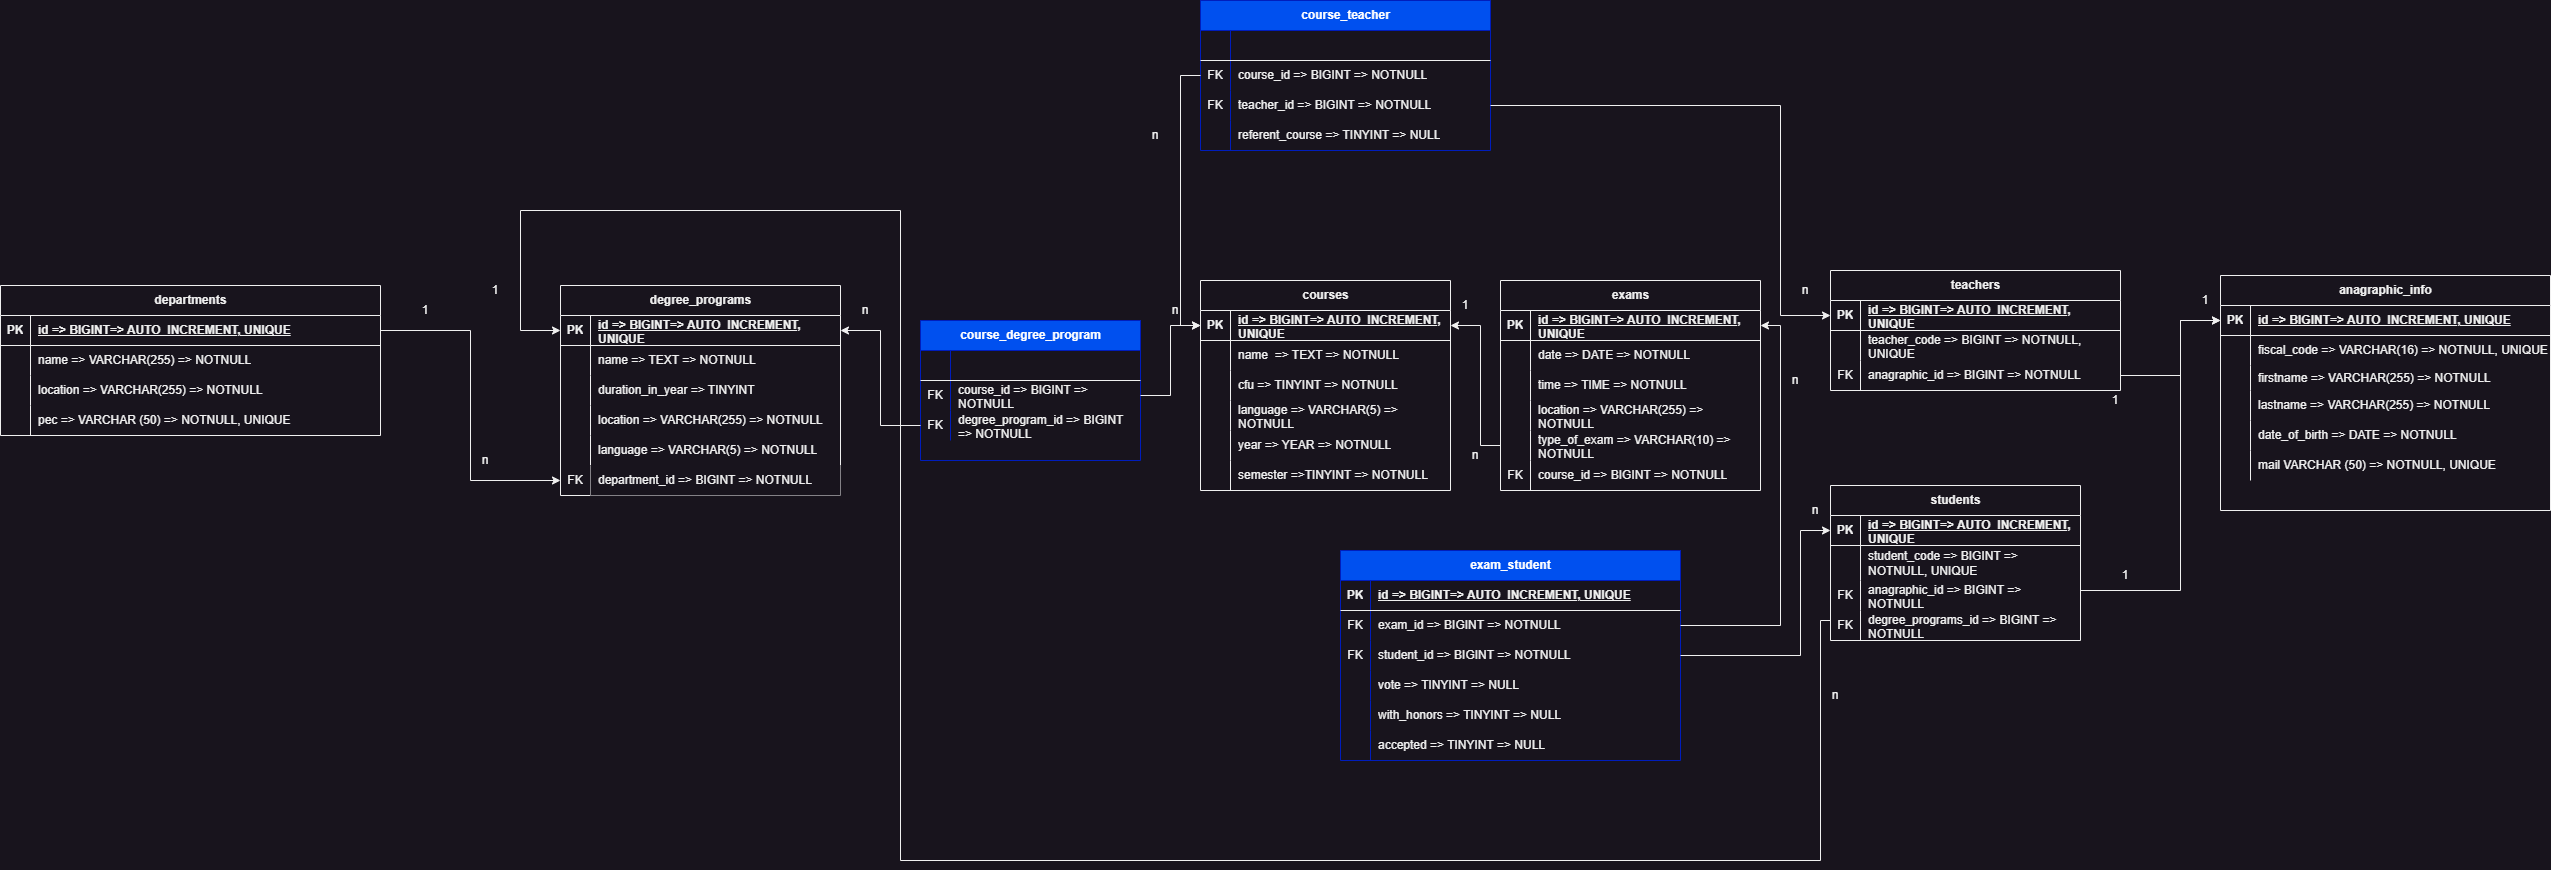 course_teacher
FK course_id => BIGINT => NOTNULL
FK teacher_id => BIGINT => NOTNULL
referent_course => TINYINT => NULL
n
n
1
1
departments
PK id => BIGINT=> AUTO_INCREMENT, UNIQUE
name => VARCHAR(255) => NOTNULL
location => VARCHAR(255) => NOTNULL
pec => VARCHAR (50) => NOTNULL, UNIQUE
n
degree_programs
PK id => BIGINT=> AUTO_INCREMENT,
UNIQUE
name => TEXT => NOTNULL
duration_in_year => TINYINT
location => VARCHAR(255) => NOTNULL
language => VARCHAR(5) => NOTNULL
FK department_id => BIGINT => NOTNULL
n
course_degree_program
FK course_id => BIGINT =>
NOTNULL
FK degree_program_id => BIGINT
=> NOTNULL
n
courses
PK id => BIGINT=> AUTO_INCREMENT,
UNIQUE
name => TEXT => NOTNULL
cfu => TINYINT => NOTNULL
language => VARCHAR(5) =>
NOTNULL
year => YEAR => NOTNULL
semester =>TINYINT => NOTNULL
1
n
exams
PK id => BIGINT=> AUTO_INCREMENT,
UNIQUE
date => DATE => NOTNULL
time => TIME => NOTNULL
location => VARCHAR(255) =>
NOTNULL
type_of_exam => VARCHAR(10) =>
NOTNULL
FK course_id => BIGINT => NOTNULL
n
teachers
PK id => BIGINT=> AUTO_INCREMENT,
UNIQUE
teacher_code => BIGINT => NOTNULL,
UNIQUE
FK anagraphic_id => BIGINT => NOTNULL
1
1
anagraphic_info
PK id => BIGINT=> AUTO_INCREMENT, UNIQUE
fiscal_code => VARCHAR(16) => NOTNULL, UNIQUE
firstname => VARCHAR(255) => NOTNULL
lastname => VARCHAR(255) => NOTNULL
date_of_birth => DATE => NOTNULL
mail VARCHAR (50) => NOTNULL, UNIQUE
n
students
PK id => BIGINT=> AUTO_INCREMENT,
UNIQUE
student_code => BIGINT =>
NOTNULL, UNIQUE
FK anagraphic_id => BIGINT =>
NOTNULL
FK degree_programs_id => BIGINT =>
NOTNULL
1
n
exam_student
PK id => BIGINT=> AUTO_INCREMENT, UNIQUE
FK exam_id => BIGINT => NOTNULL
FK student_id => BIGINT => NOTNULL
vote => TINYINT => NULL
with_honors => TINYINT => NULL
accepted => TINYINT => NULL